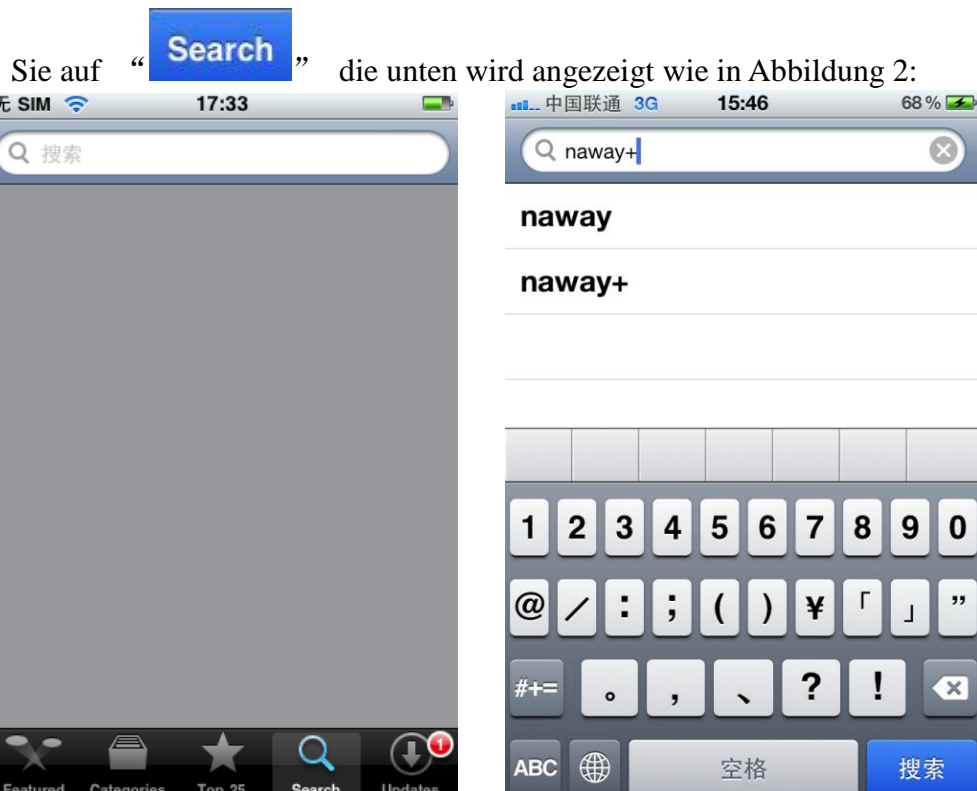 Sie auf “ Search ” die unten wird angezeigt wie in Abbildung 2:
无 SIM 17:33
搜索
Featured Categories Top 25 Search Updates
1
中国联通 3G 15:46 68%
naway+
naway
naway+
1 2 3 4 5 6 7 8 9 0
@ / : ; ( ) ¥ 「 」 ”
#+= 。 , 、 ? !
ABC 空格 搜索